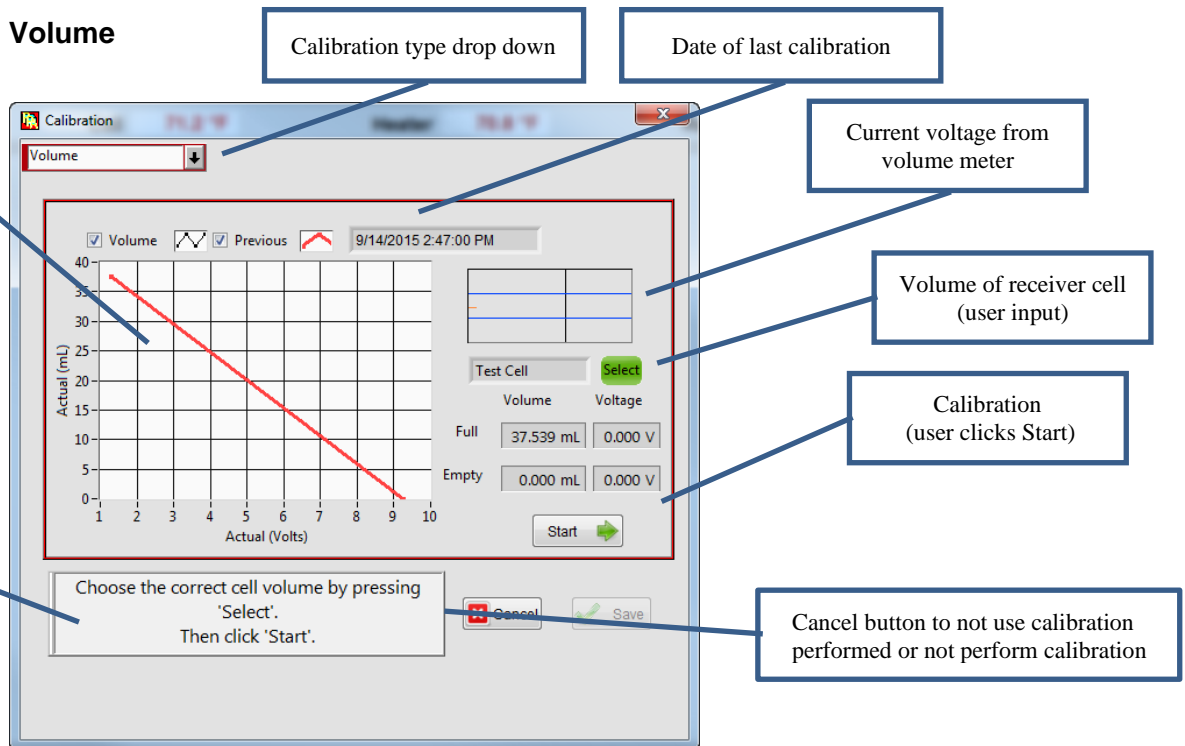 Volume
Calibration type drop down
Date of last calibration
Calibration
71.2 °F
Heater
70.8 °F
Current voltage from
volume meter
Volume
Volume
Previous
9/14/2015 2:47:00 PM
Volume of receiver cell
(user input)
40
35
30
25
20
15
10
5
0
Actual (mL)
1 2 3 4 5 6 7 8 9 10
Actual (Volts)
Test Cell
Select
Volume Voltage
Full 37.539 mL 0.000 V
Empty 0.000 mL 0.000 V
Start
Calibration
(user clicks Start)
Choose the correct cell volume by pressing
'Select'.
Then click 'Start'.
Cancel
Save
Cancel button to not use calibration
performed or not perform calibration